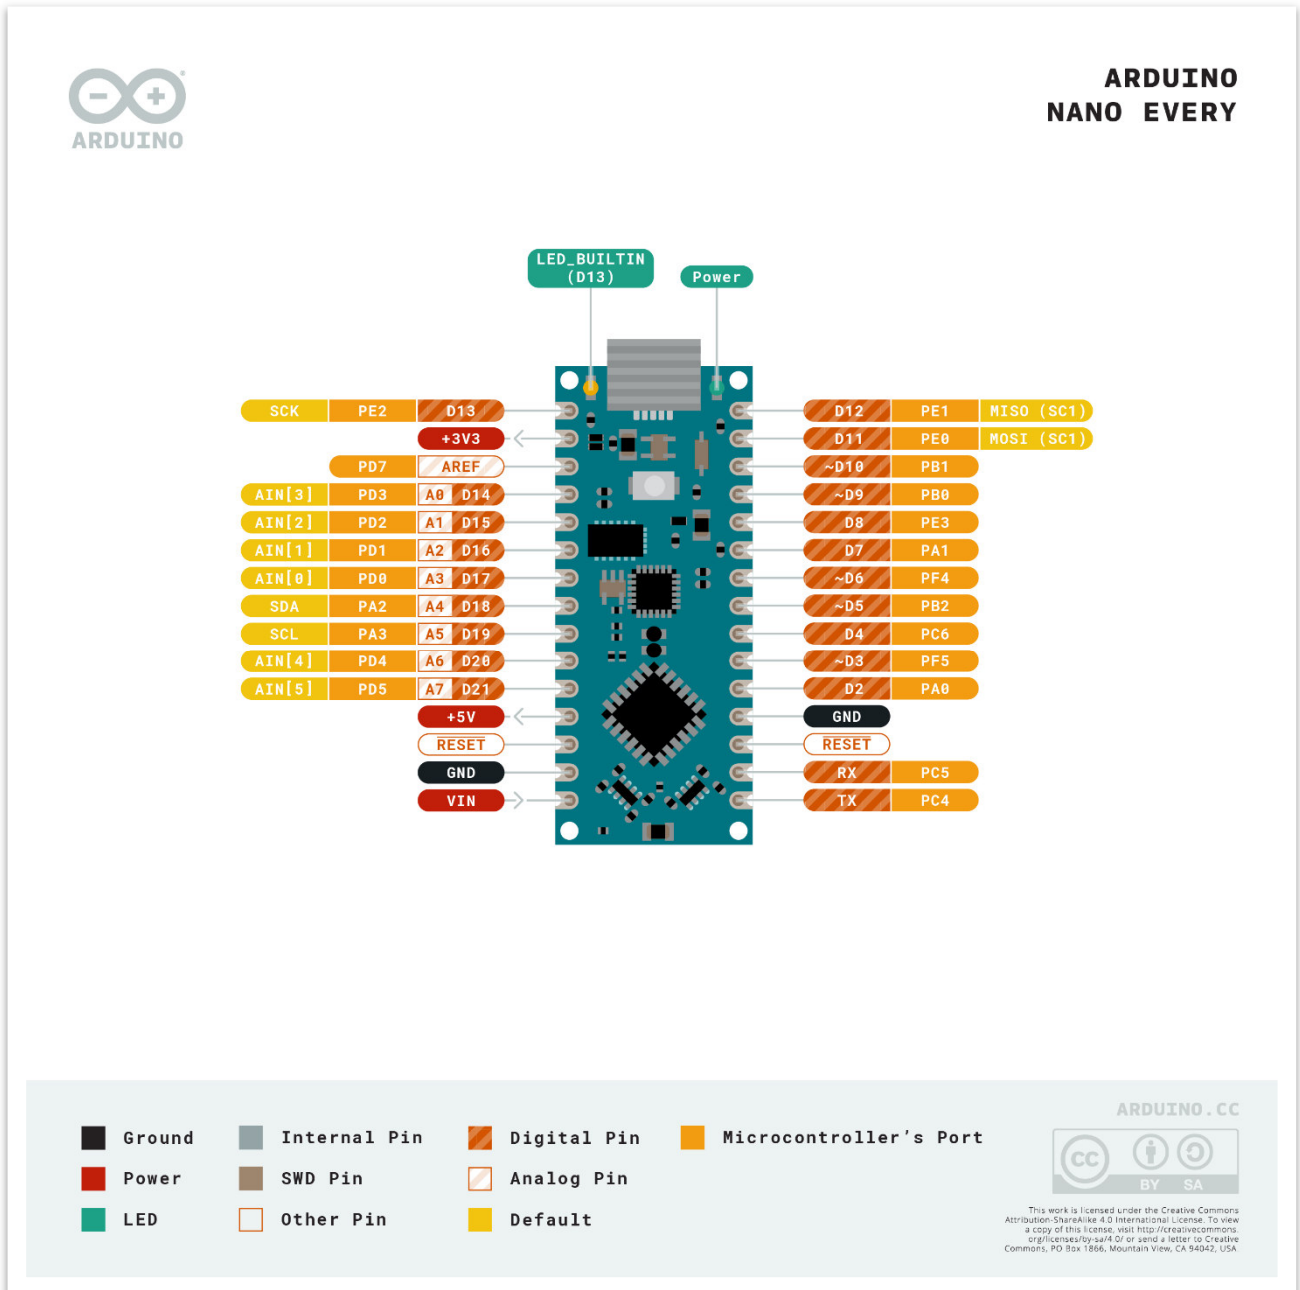 ARDUINO
ARDUINO
NANO EVERY
LED_BUILTIN
(D13)
Power
SCK PE2 D13
+3V3
PD7 AREF
AIN[3] PD3 A0 D14
AIN[2] PD2 A1 D15
AIN[1] PD1 A2 D16
AIN[0] PD0 A3 D17
SDA PA2 A4 D18
SCL PA3 A5 D19
AIN[4] PD4 A6 D20
AIN[5] PD5 A7 D21
+5V
RESET
GND
VIN
D12 PE1 MISO (SC1)
D11 PE0 MOSI (SC1)
~D10 PB1
~D9 PB0
D8 PE3
D7 PA1
~D6 PF4
~D5 PB2
D4 PC6
~D3 PF5
D2 PA0
GND
RESET
RX PC5
TX PC4
Ground
Power
LED
Internal Pin
SWD Pin
Other Pin
Digital Pin
Analog Pin
Default
Microcontroller's Port
ARDUINO.CC
cc
BY SA
This work is licensed under the Creative Commons
Attribution-ShareAlike 4.0 International License. To view
a copy of this license, visit http://creativecommons.
org/licenses/by-sa/4.0/ or send a letter to Creative
Commons, PO Box 1866, Mountain View, CA 94042, USA.